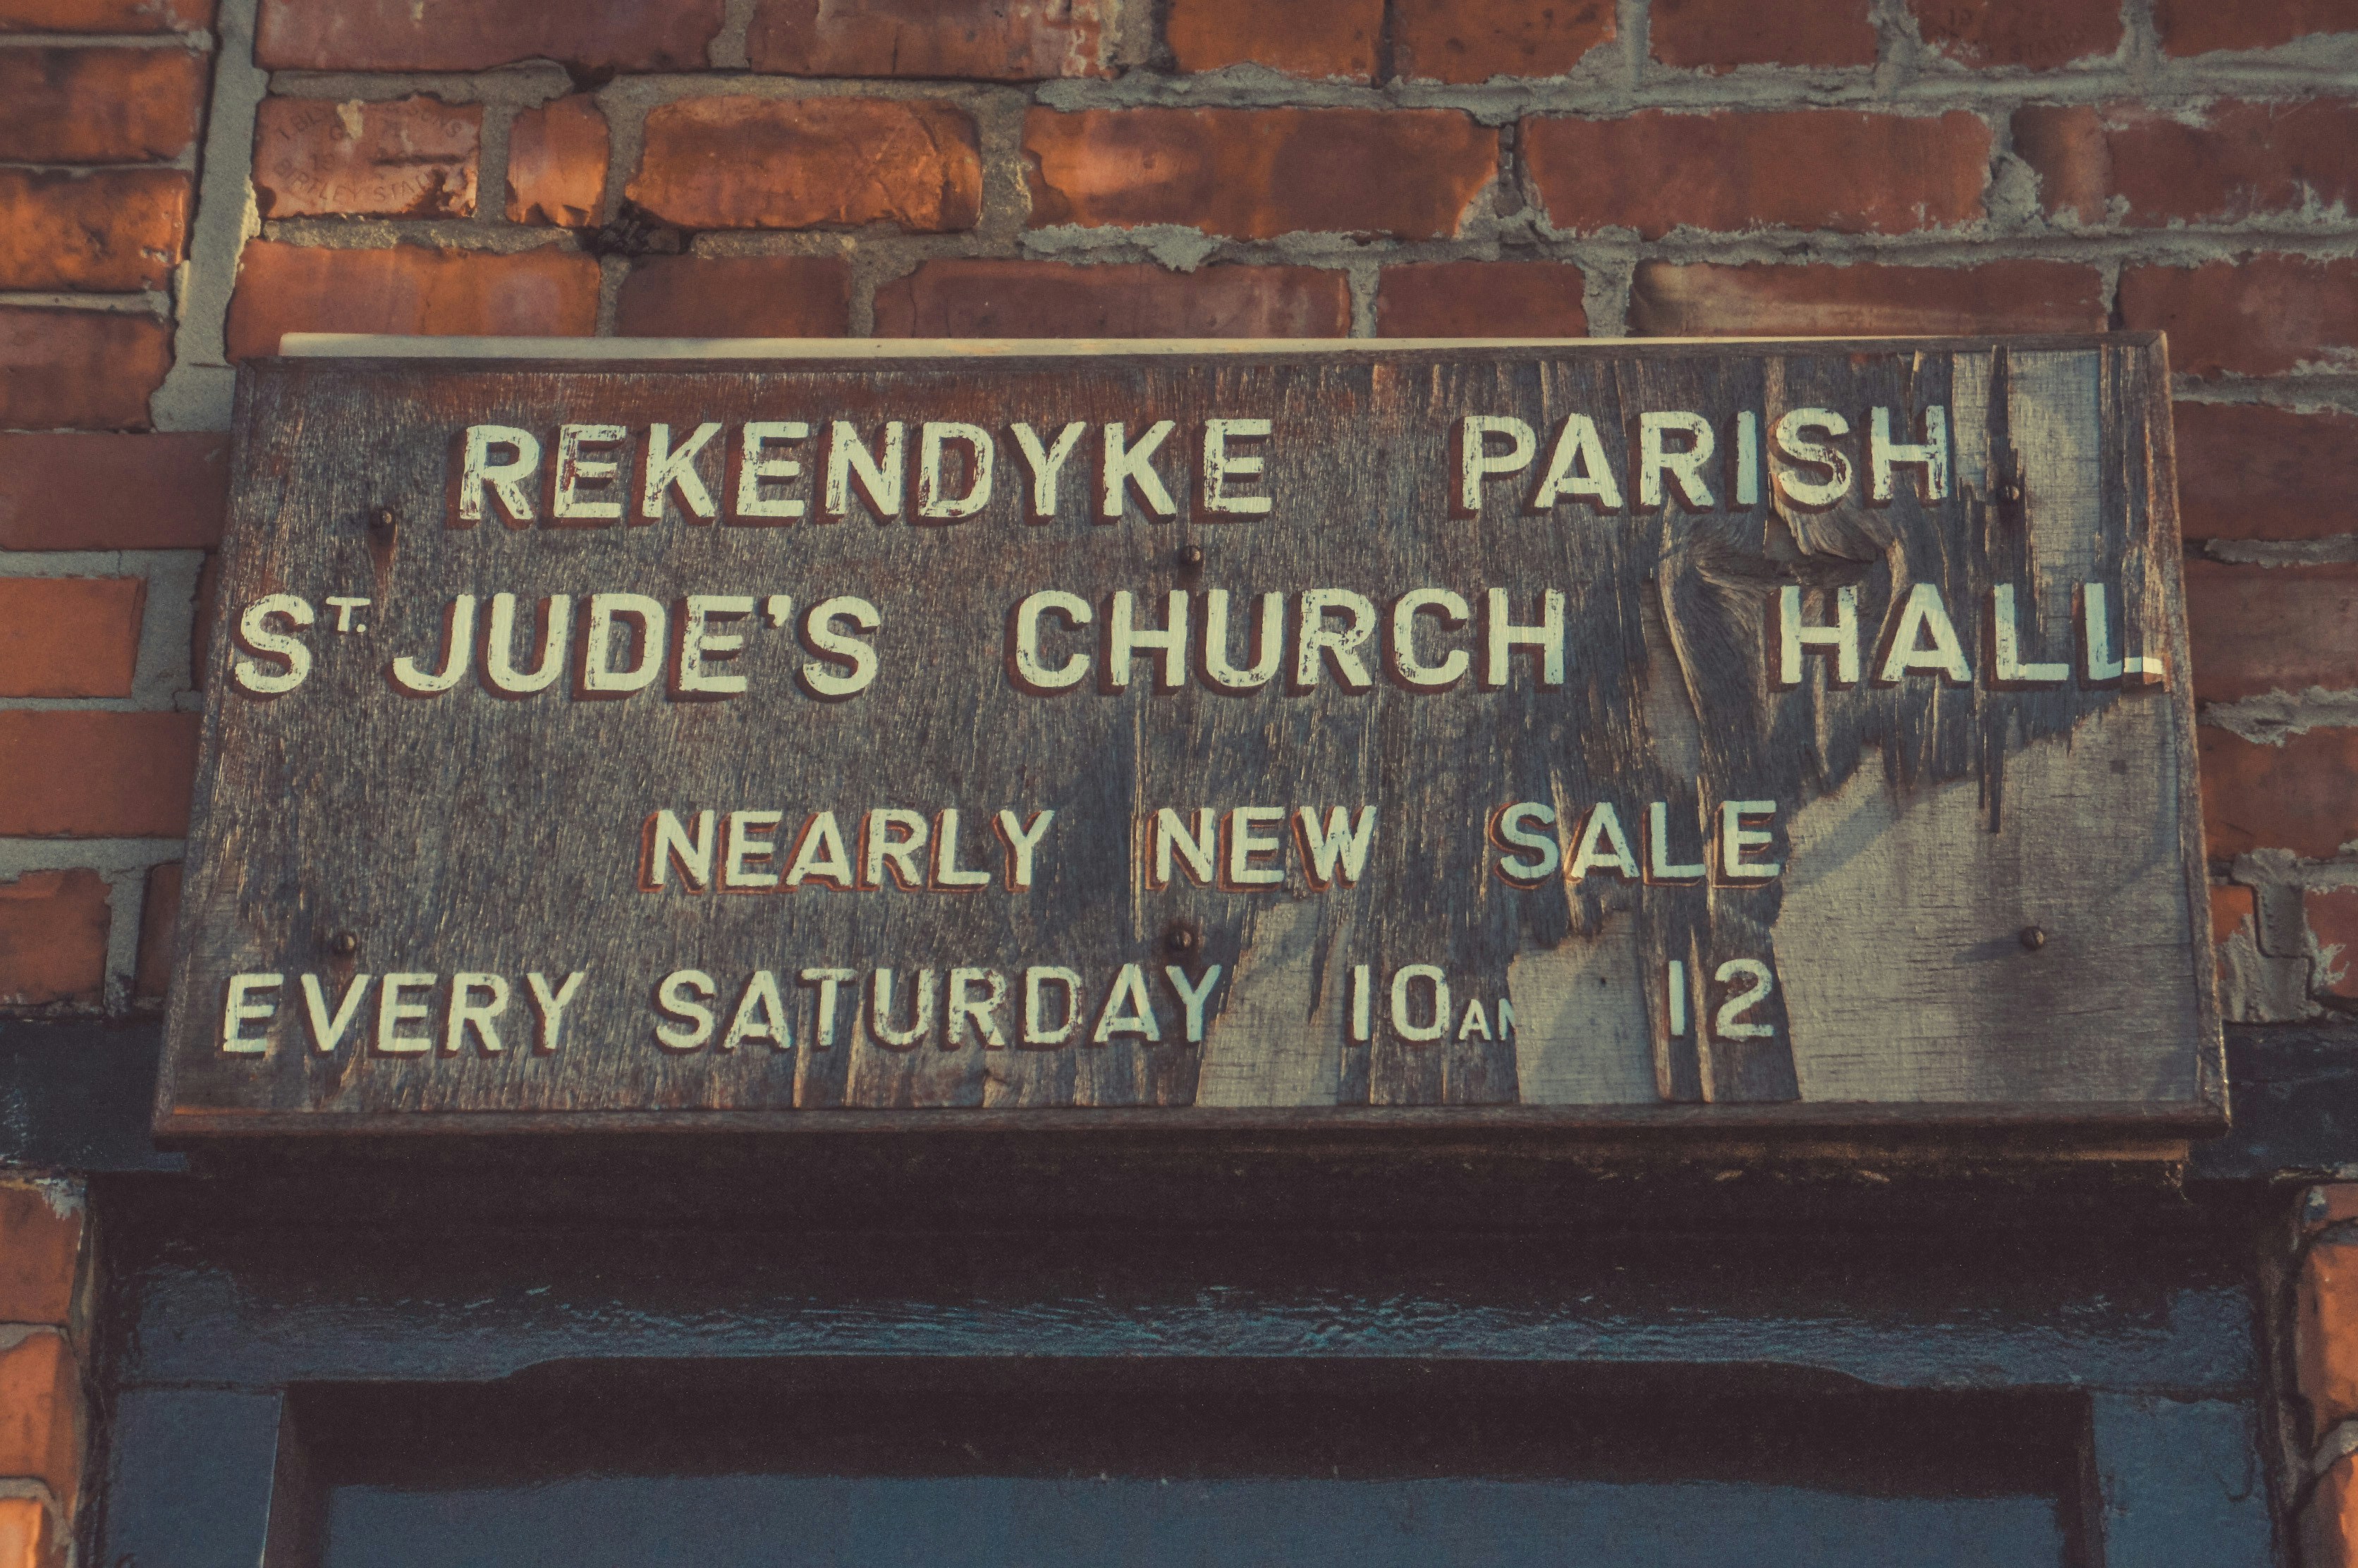 REKENDYKE PARISH
ST. JUDE'S CHURCH HALL
NEARLY NEW SALE
EVERY SATURDAY 10AM 12